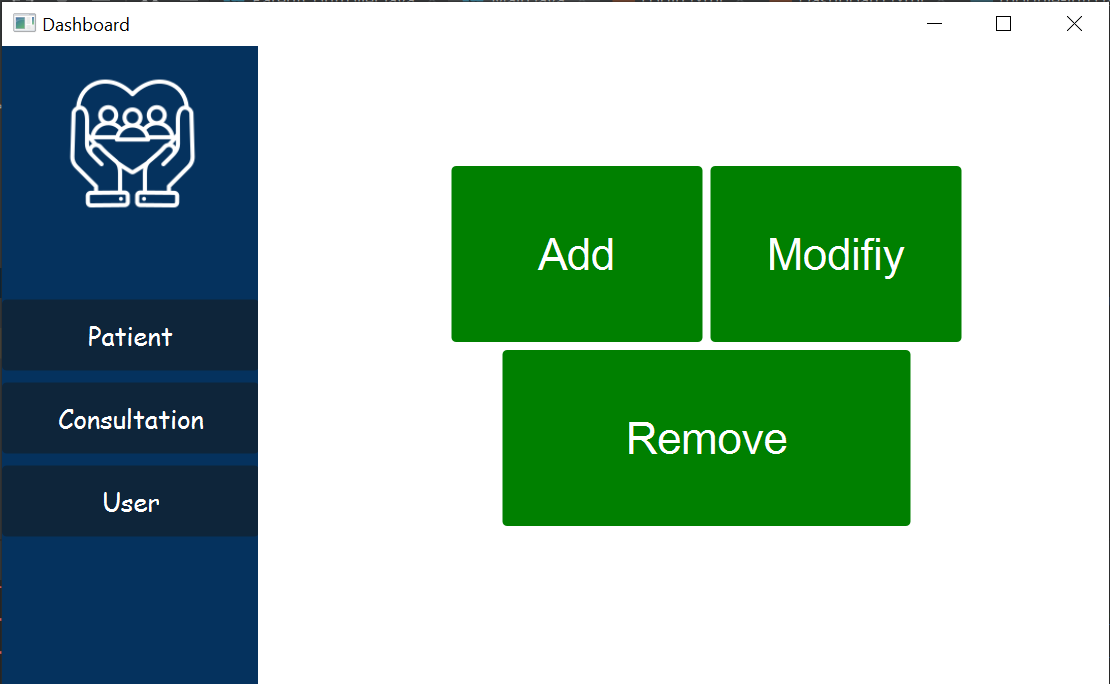 Dashboard
Patient
Consultation
User
Add
Modifiy
Remove